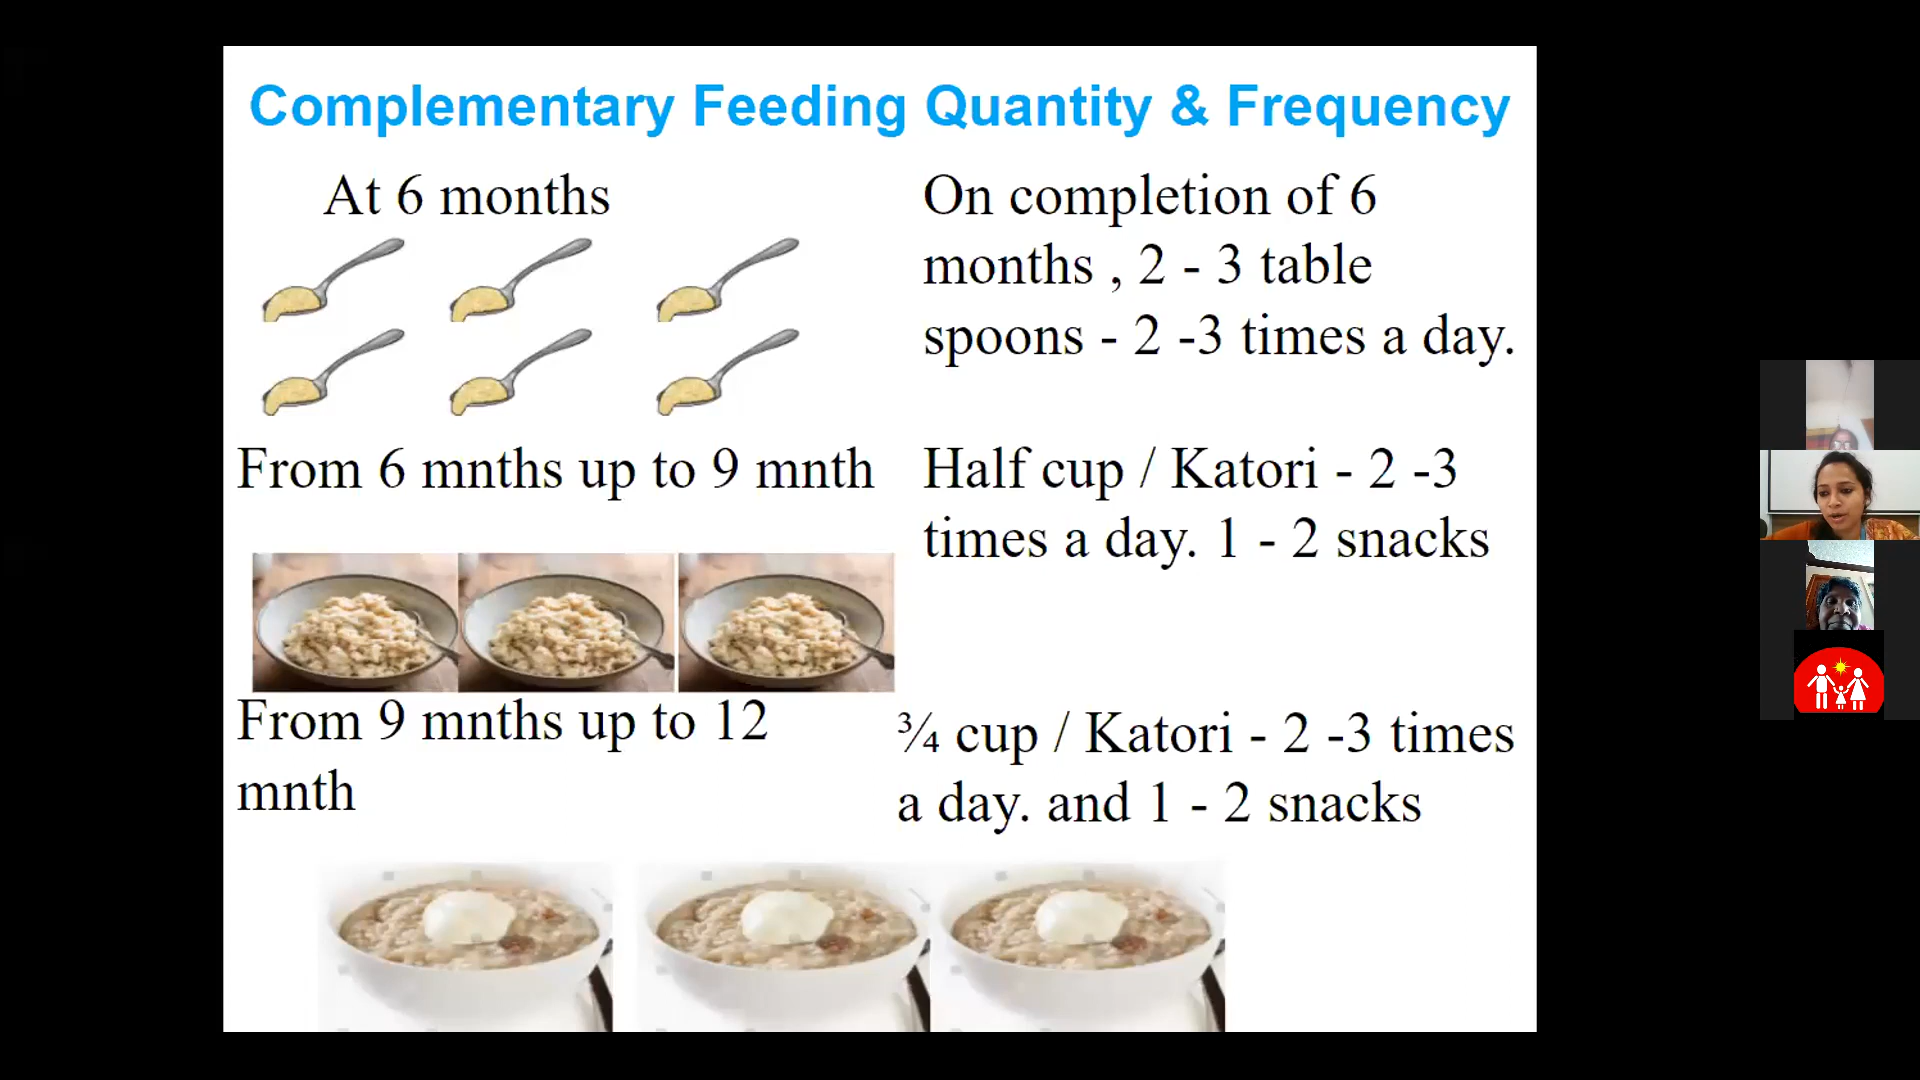 Complementary Feeding Quantity & Frequency
At 6 months
On completion of 6
months , 2 - 3 table
spoons - 2 -3 times a day.
From 6 mnths up to 9 mnth
Half cup / Katori - 2 -3
times a day. 1 - 2 snacks
From 9 mnths up to 12
mnth
¾ cup / Katori - 2 -3 times
a day. and 1 - 2 snacks